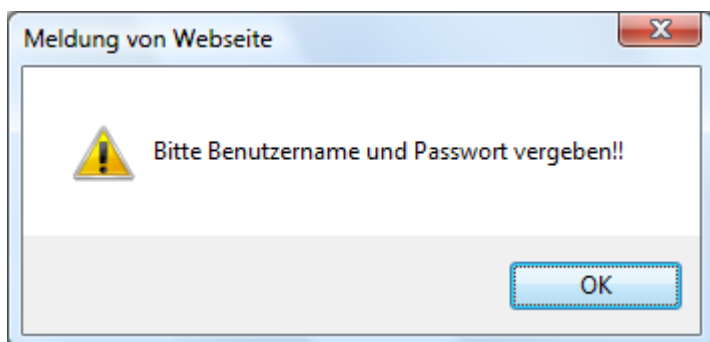 Meldung von Webseite
Bitte Benutzername und Passwort vergeben!!
OK